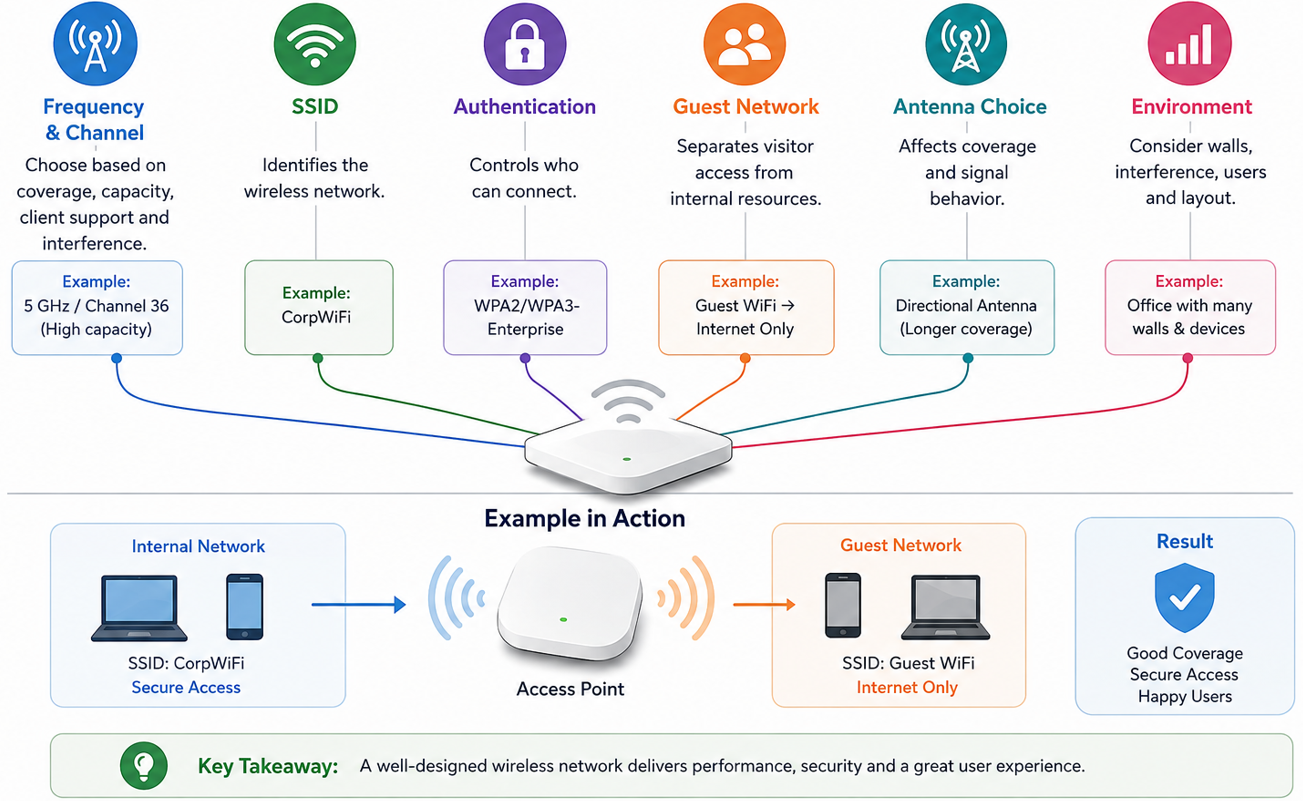 Frequency
& Channel
Choose based on
coverage, capacity,
client support and
interference.
Example:
5 GHz / Channel 36
(High capacity)
SSID
Identifies the
wireless network.
Example:
CorpWiFi
Authentication
Controls who
can connect.
Example:
WPA2/WPA3-
Enterprise
Guest Network
Separates visitor
access from
internal resources.
Example:
Guest WiFi →
Internet Only
Antenna Choice
Affects coverage
and signal
behavior.
Example:
Directional Antenna
(Longer coverage)
Environment
Consider walls,
interference, users
and layout.
Example:
Office with many
walls & devices
Example in Action
Internal Network
SSID: CorpWiFi
Secure Access
Access Point
Guest Network
SSID: Guest WiFi
Internet Only
Result
Good Coverage
Secure Access
Happy Users
Key Takeaway: A well-designed wireless network delivers performance, security and a great user experience.